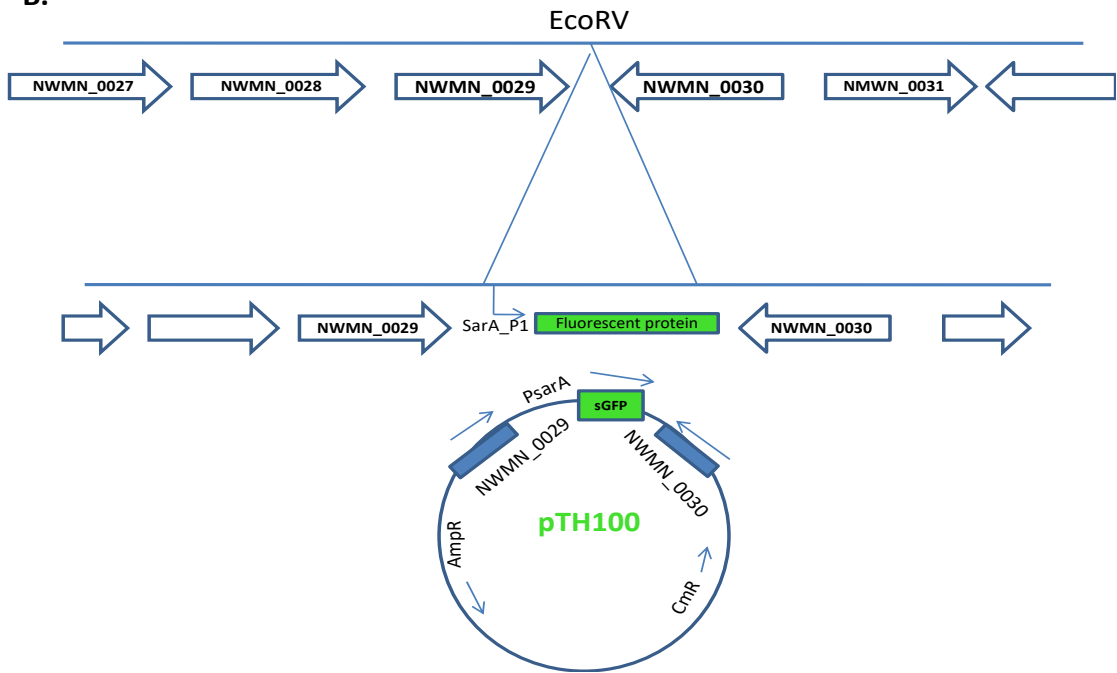 B.
EcoRV
NWMN_0027 NWMN_0028 NWMN_0029 NWMN_0030 NMWN_0031
NWMN_0029 SarA_P1 Fluorescent protein NWMN_0030
PsarA
sGFP
NWMN_0029 NWMN_0030
pTH100
AmpR
CmR